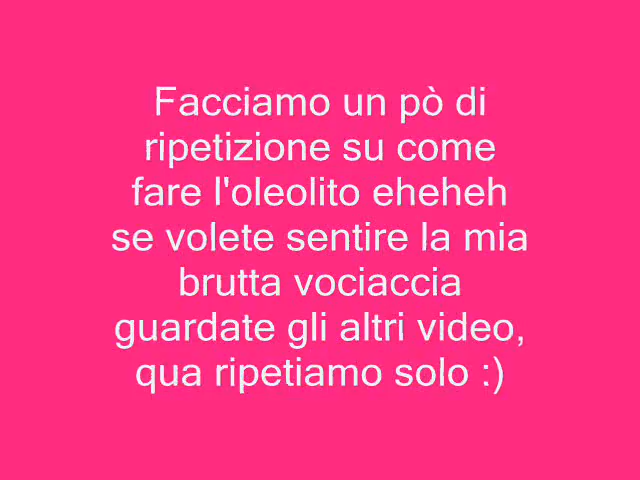 Facciamo un pò di
ripetizione su come
fare l'oleolito eheheh
se volete sentire la mia
brutta vociaccia
guardate gli altri video,
qua ripetiamo solo :)